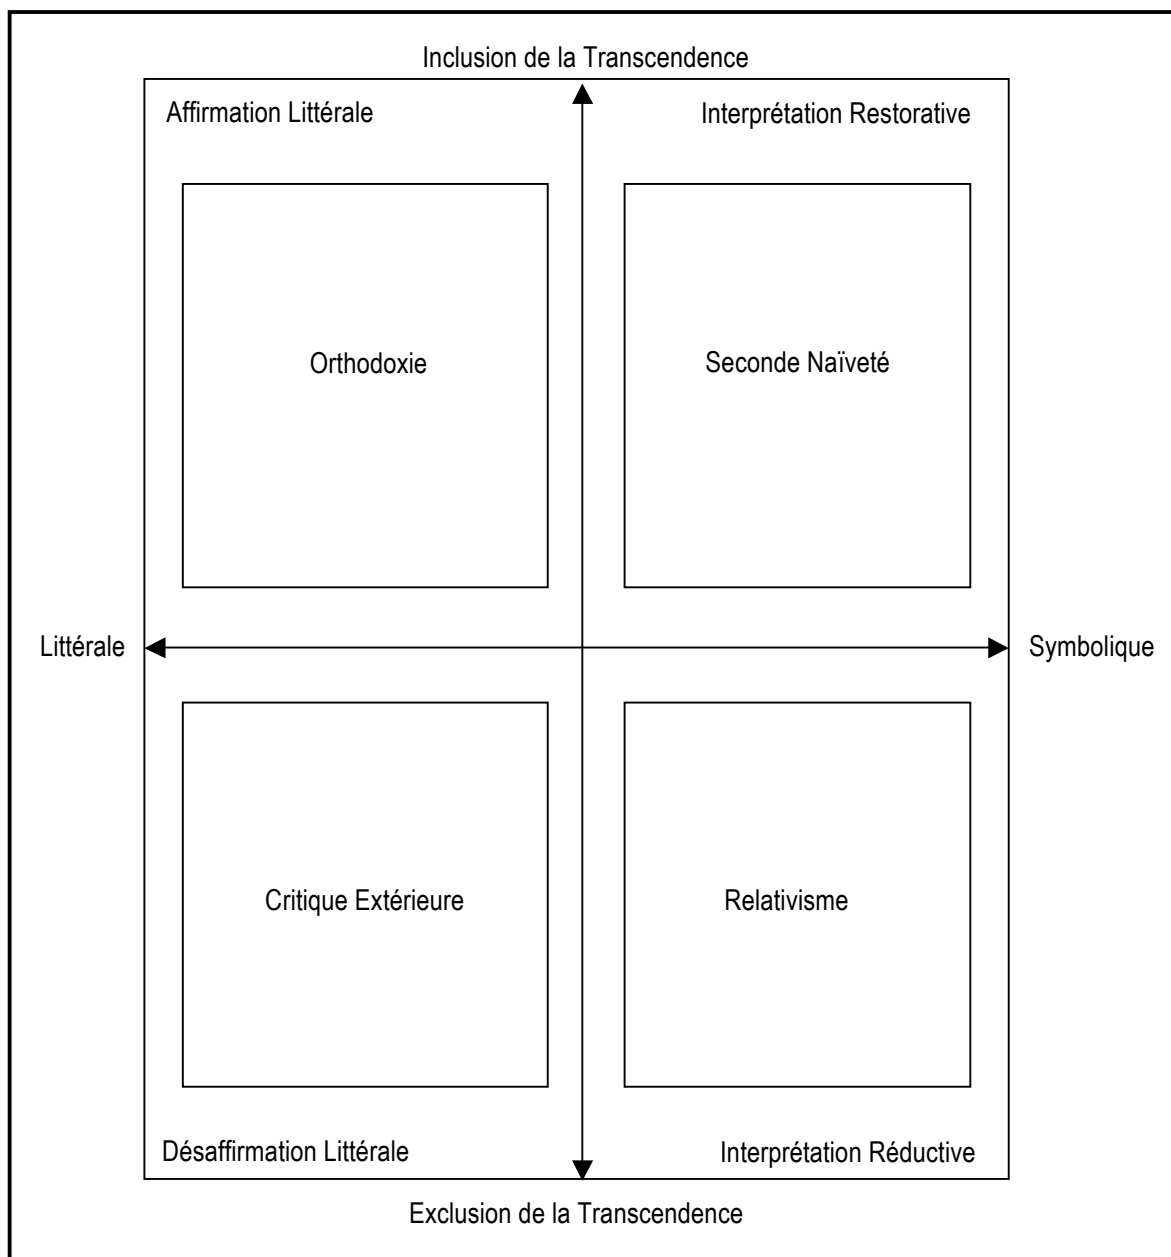 Inclusion de la Transcendence
Affirmation Littérale
Interprétation Restorative
Orthodoxie
Seconde Naïveté
Littérale
Symbolique
Critique Extérieure
Relativisme
Désaffirmation Littérale
Interprétation Réductive
Exclusion de la Transcendence